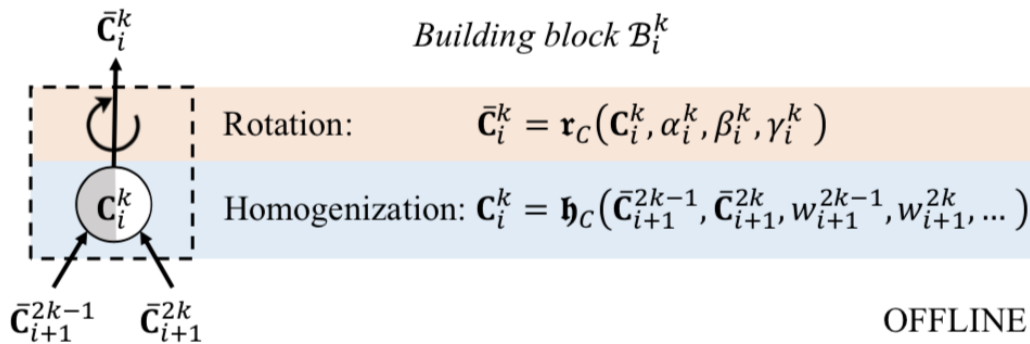 C̄ᵢᵏ
Building block ℬᵢᵏ
Rotation: C̄ᵢᵏ = 𝖗_C(Cᵢᵏ, αᵢᵏ, βᵢᵏ, γᵢᵏ)
Cᵢᵏ
Homogenization: Cᵢᵏ = 𝖍_C(C̄ᵢ₊₁²ᵏ⁻¹, C̄ᵢ₊₁²ᵏ, wᵢ₊₁²ᵏ⁻¹, wᵢ₊₁²ᵏ, ...)
C̄ᵢ₊₁²ᵏ⁻¹ C̄ᵢ₊₁²ᵏ
OFFLINE